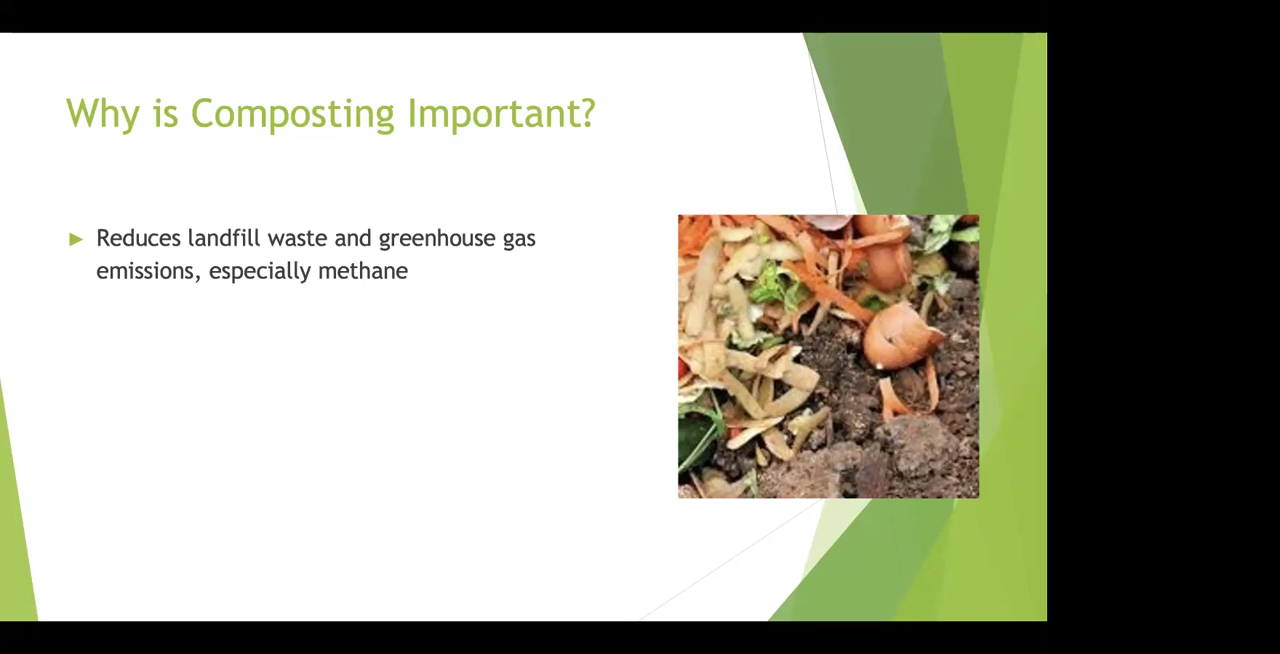 Why is Composting Important?
Reduces landfill waste and greenhouse gas
emissions, especially methane